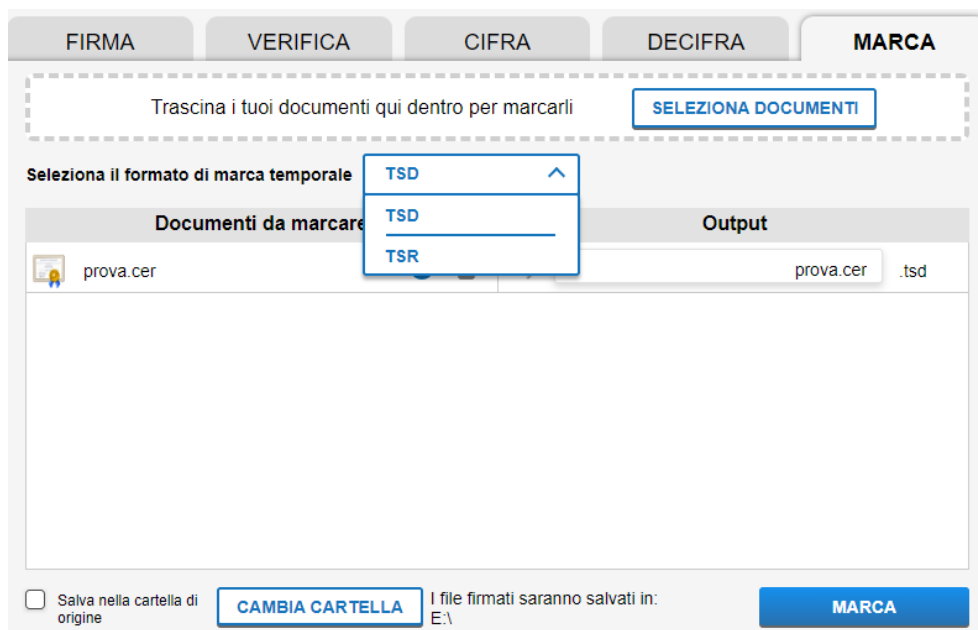 FIRMA VERIFICA CIFRA DECIFRA MARCA
Trascina i tuoi documenti qui dentro per marcarli SELEZIONA DOCUMENTI
Seleziona il formato di marca temporale TSD
Documenti da marcare TSD Output
TSR
prova.cer prova.cer .tsd
Salva nella cartella di origine CAMBIA CARTELLA I file firmati saranno salvati in: MARCA
E:\